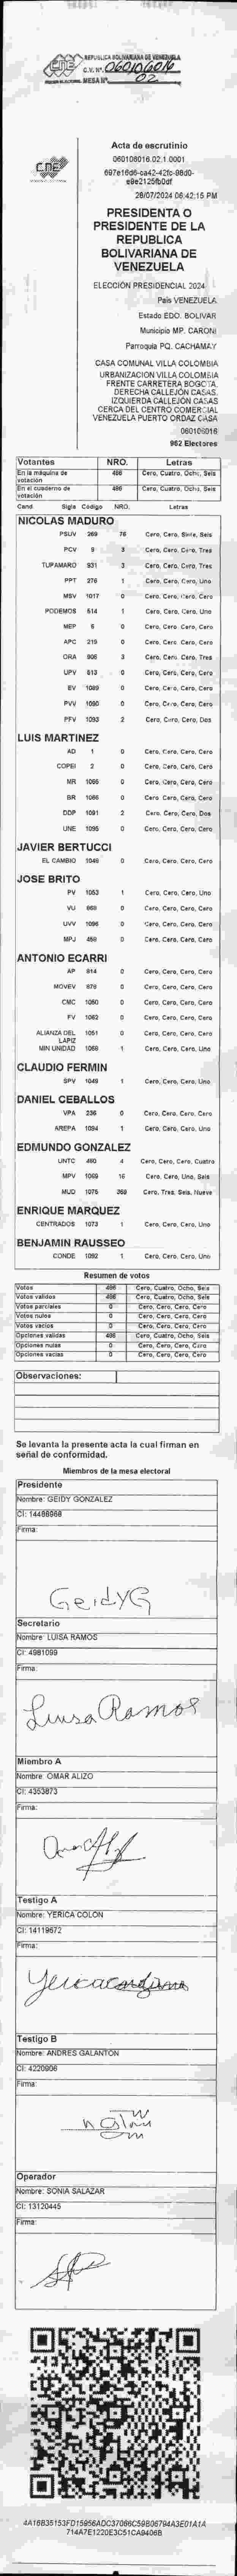 REPUBLICA BOLIVARIANA DE VENEZUELA
CNE C.V. Nº. 060106016
MESA Nº. 02
CNE
Acta de escrutinio
060106016.02.1.0001
28/07/2024 06:42:15 PM
PRESIDENTA O
PRESIDENTE DE LA
REPUBLICA
BOLIVARIANA DE
VENEZUELA
ELECCIÓN PRESIDENCIAL 2024
País VENEZUELA
Estado EDO. BOLIVAR
Municipio MP. CARONI
Parroquia PQ. CACHAMAY
CASA COMUNAL VILLA COLOMBIA
URBANIZACION VILLA COLOMBIA
FRENTE CARRETERA BOGOTA.
DERECHA CALLEJÓN CASAS.
IZQUIERDA CALLEJÓN CASAS
CERCA DEL CENTRO COMERCIAL
VENEZUELA PUERTO ORDAZ CASA
060106016
982 Electores
Votantes NRO. Letras
En la máquina de votación 486 Cero, Cuatro, Ocho, Seis
En el cuaderno de votación 486 Cero, Cuatro, Ocho, Seis
Cand Sigla Código NRO. Letras
NICOLAS MADURO
PSUV 269 76 Cero, Cero, Siete, Seis
PCV 9 3 Cero, Cero, Cero, Tres
TUPAMARO 931 3 Cero, Cero, Cero, Tres
PPT 276 1 Cero, Cero, Cero, Uno
MSV 1017 0 Cero, Cero, Cero, Cero
PODEMOS 514 1 Cero, Cero, Cero, Uno
MEP 6 0 Cero, Cero, Cero, Cero
APC 219 0 Cero, Cero, Cero, Cero
ORA 906 3 Cero, Cero, Cero, Tres
UPV 513 0 Cero, Cero, Cero, Cero
EV 1089 0 Cero, Cero, Cero, Cero
PVV 1090 0 Cero, Cero, Cero, Cero
PFV 1093 2 Cero, Cero, Cero, Dos
LUIS MARTINEZ
AD 1 0 Cero, Cero, Cero, Cero
COPEI 2 0 Cero, Cero, Cero, Cero
MR 1066 0 Cero, Cero, Cero, Cero
BR 1086 0 Cero, Cero, Cero, Cero
DDP 1091 2 Cero, Cero, Cero, Dos
UNE 1095 0 Cero, Cero, Cero, Cero
JAVIER BERTUCCI
EL CAMBIO 1048 0 Cero, Cero, Cero, Cero
JOSE BRITO
PV 1053 1 Cero, Cero, Cero, Uno
VU 868 0 Cero, Cero, Cero, Cero
UVV 1096 0 Cero, Cero, Cero, Cero
MPJ 459 0 Cero, Cero, Cero, Cero
ANTONIO ECARRI
AP 914 0 Cero, Cero, Cero, Cero
MOVEV 879 0 Cero, Cero, Cero, Cero
CMC 1050 0 Cero, Cero, Cero, Cero
FV 1062 0 Cero, Cero, Cero, Cero
ALIANZA DEL LAPIZ 1051 0 Cero, Cero, Cero, Cero
MIN UNIDAD 1068 1 Cero, Cero, Cero, Uno
CLAUDIO FERMIN
SPV 1049 1 Cero, Cero, Cero, Uno
DANIEL CEBALLOS
VPA 236 0 Cero, Cero, Cero, Cero
AREPA 1094 1 Cero, Cero, Cero, Uno
EDMUNDO GONZALEZ
UNTC 460 4 Cero, Cero, Cero, Cuatro
MPV 1069 16 Cero, Cero, Uno, Seis
MUD 1075 369 Cero, Tres, Seis, Nueve
ENRIQUE MARQUEZ
CENTRADOS 1073 1 Cero, Cero, Cero, Uno
BENJAMIN RAUSSEO
CONDE 1092 1 Cero, Cero, Cero, Uno
Resumen de votos
Votos 486 Cero, Cuatro, Ocho, Seis
Votos validos 486 Cero, Cuatro, Ocho, Seis
Votos parciales 0 Cero, Cero, Cero, Cero
Votos nulos 0 Cero, Cero, Cero, Cero
Votos vacios 0 Cero, Cero, Cero, Cero
Opciones validas 486 Cero, Cuatro, Ocho, Seis
Opciones nulas 0 Cero, Cero, Cero, Cero
Opciones vacias 0 Cero, Cero, Cero, Cero
Observaciones:
Se levanta la presente acta la cual firman en
señal de conformidad.
Miembros de la mesa electoral
Presidente
Nombre: GEIDY GONZALEZ
CI: 14488968
Firma:
GeidyG
Secretario
Nombre: LUISA RAMOS
CI: 4981099
Firma:
Luisa Ramos
Miembro A
Nombre: OMAR ALIZO
CI: 4353873
Firma:
Testigo A
Nombre: YERICA COLON
CI: 14119672
Firma:
Testigo B
Nombre: ANDRES GALANTON
CI: 4220906
Firma:
Operador
Nombre: SONIA SALAZAR
CI: 13120445
Firma:
714A7E1220E3C51CA9406B